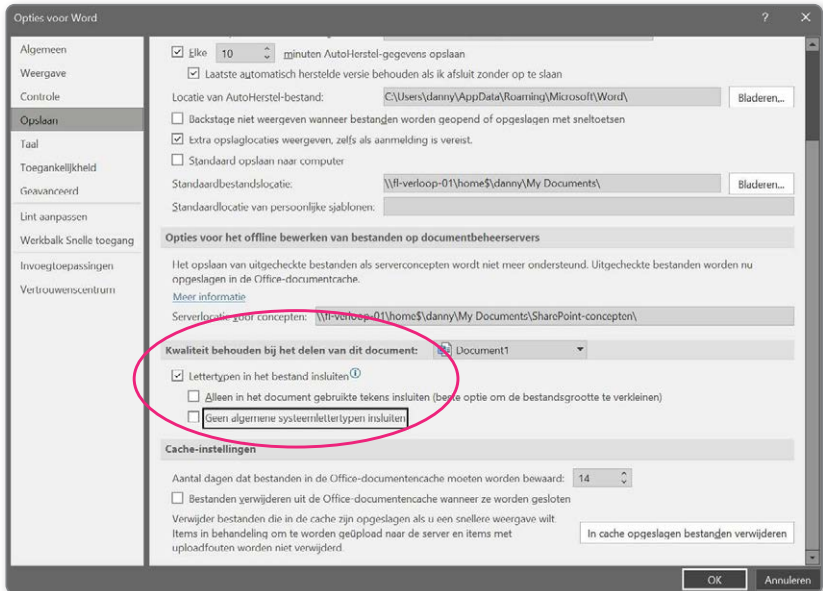 Opties voor Word
Algemeen
Weergave
Controle
Opslaan
Taal
Toegankelijkheid
Geavanceerd
Lint aanpassen
Werkbalk Snelle toegang
Invoegtoepassingen
Vertrouwenscentrum
Elke 10 minuten AutoHerstel-gegevens opslaan
Laatste automatisch herstelde versie behouden als ik afsluit zonder op te slaan
Locatie van AutoHerstel-bestand: C:\Users\danny\AppData\Roaming\Microsoft\Word\ Bladeren...
Backstage niet weergeven wanneer bestanden worden geopend of opgeslagen met sneltoetsen
Extra opslaglocaties weergeven, zelfs als aanmelding is vereist.
Standaard opslaan naar computer
Standaardbestandslocatie: \\fl-verloop-01\home$\danny\My Documents\ Bladeren...
Standaardlocatie van persoonlijke sjablonen:
Opties voor het offline bewerken van bestanden op documentbeheerservers
Het opslaan van uitgecheckte bestanden als serverconcepten wordt niet meer ondersteund. Uitgecheckte bestanden worden nu
opgeslagen in de Office-documentcache.
Meer informatie
Serverlocatie voor concepten: \\fl-verloop-01\home$\danny\My Documents\SharePoint-concepten\
Kwaliteit behouden bij het delen van dit document: Document1
Lettertypen in het bestand insluiten
Alleen in het document gebruikte tekens insluiten (beste optie om de bestandsgrootte te verkleinen)
Geen algemene systeemlettertypen insluiten
Cache-instellingen
Aantal dagen dat bestanden in de Office-documentencache moeten worden bewaard: 14
Bestanden verwijderen uit de Office-documentencache wanneer ze worden gesloten
Verwijder bestanden die in de cache zijn opgeslagen als u een snellere weergave wilt
Items in behandeling om te worden geüpload naar de server en items met
uploadfouten worden niet verwijderd.
In cache opgeslagen bestanden verwijderen
OK Annuleren